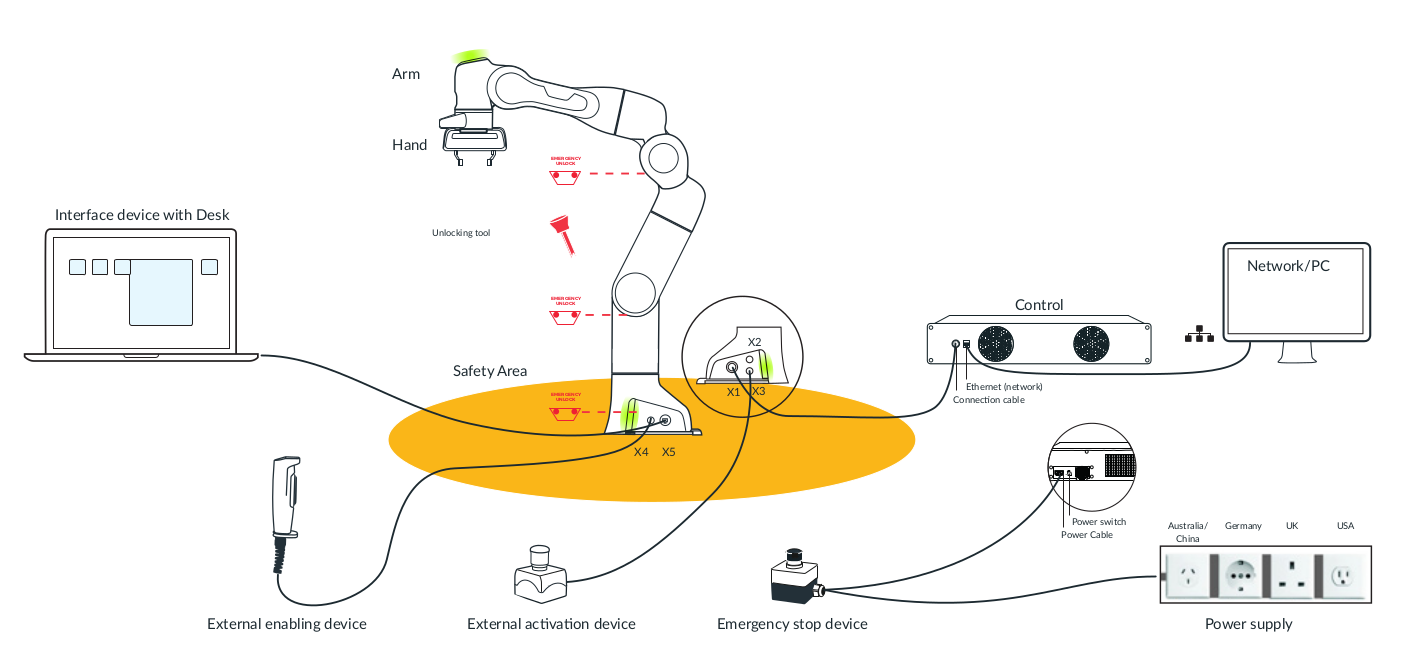 Arm
Hand
EMERGENCY
UNLOCK
Interface device with Desk
Unlocking tool
EMERGENCY
UNLOCK
Safety Area
EMERGENCY
UNLOCK
X4 X5
X2
X1 X3
Control
Network/PC
Ethernet (network)
Connection cable
Power switch
Power Cable
Australia/
China
Germany
UK
USA
External enabling device
External activation device
Emergency stop device
Power supply